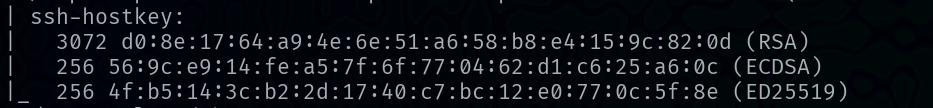 | ssh-hostkey:
|   3072 d0:8e:17:64:a9:4e:6e:51:a6:58:b8:e4:15:9c:82:0d (RSA)
|   256 56:9c:e9:14:fe:a5:7f:6f:77:04:62:d1:c6:25:a6:0c (ECDSA)
|_  256 4f:b5:14:3c:b2:2d:17:40:c7:bc:12:e0:77:0c:5f:8e (ED25519)